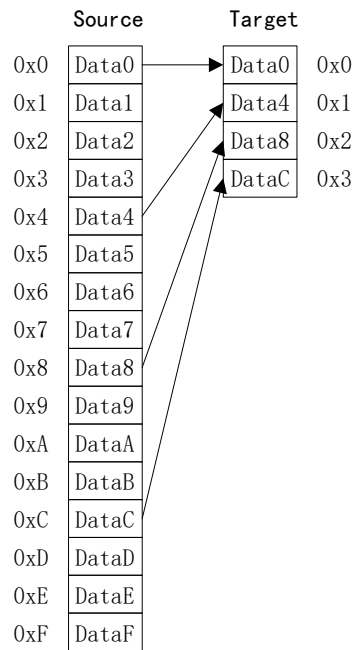 Source Target
0x0 Data0 Data0 0x0
0x1 Data1 Data4 0x1
0x2 Data2 Data8 0x2
0x3 Data3 DataC 0x3
0x4 Data4
0x5 Data5
0x6 Data6
0x7 Data7
0x8 Data8
0x9 Data9
0xA DataA
0xB DataB
0xC DataC
0xD DataD
0xE DataE
0xF DataF